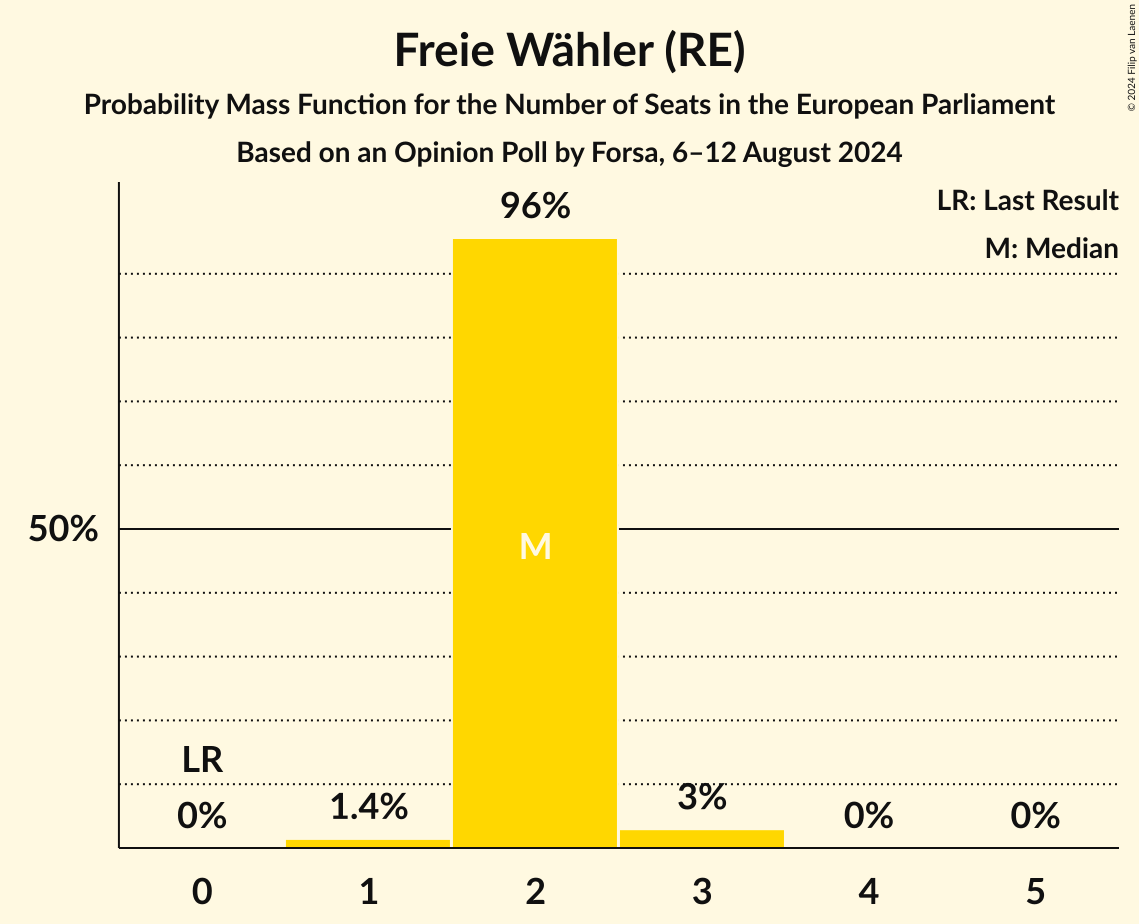 Freie Wähler (RE)
Probability Mass Function for the Number of Seats in the European Parliament
Based on an Opinion Poll by Forsa, 6–12 August 2024
© 2024 Filip van Laenen
LR: Last Result
M: Median
96%
50%
M
LR
0%
1.4%
3%
0%
0%
0
1
2
3
4
5